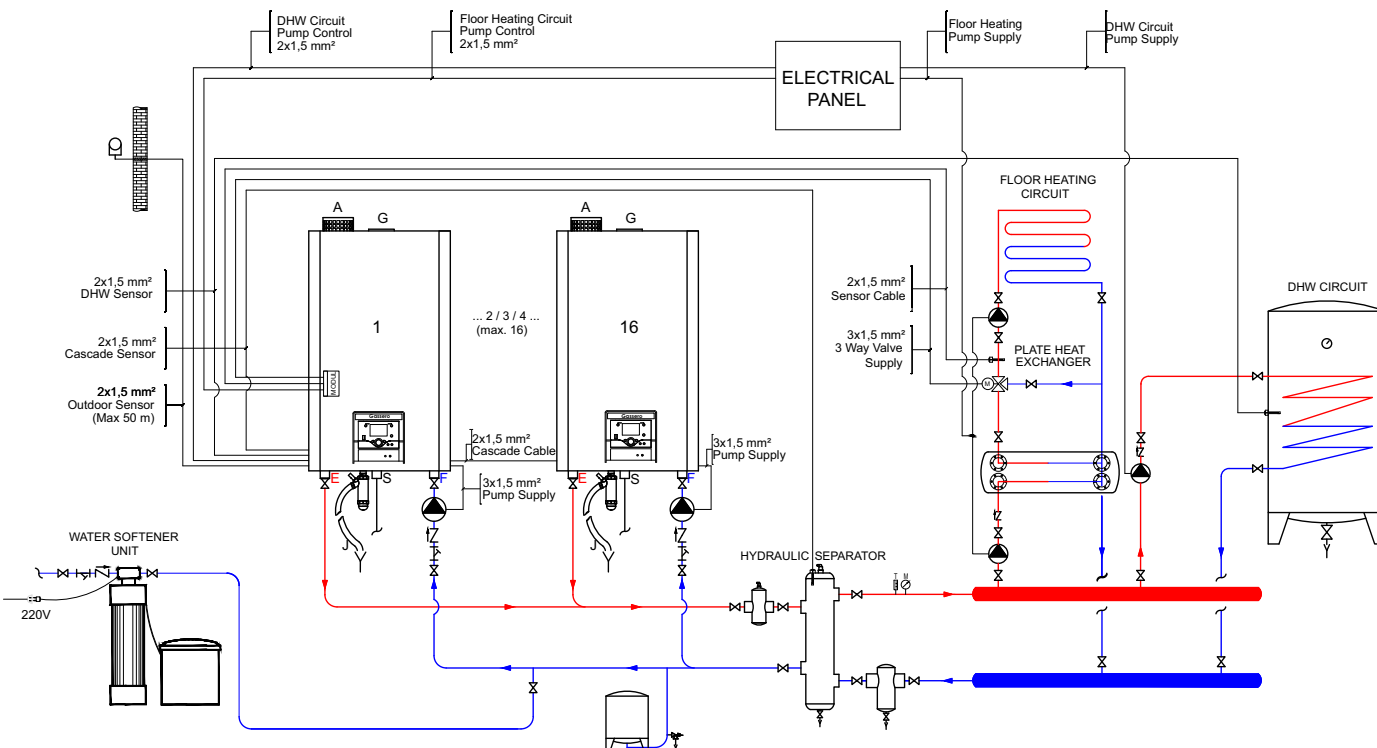 DHW Circuit
Pump Control
2x1,5 mm²
Floor Heating Circuit
Pump Control
2x1,5 mm²
Floor Heating
Pump Supply
DHW Circuit
Pump Supply
ELECTRICAL
PANEL
FLOOR HEATING
CIRCUIT
A
G
A
G
2x1,5 mm²
DHW Sensor
2x1,5 mm²
Sensor Cable
DHW CIRCUIT
1
... 2 / 3 / 4 ...
(max. 16)
16
2x1,5 mm²
Cascade Sensor
3x1,5 mm²
3 Way Valve
Supply
PLATE HEAT
EXCHANGER
M
MODUL
2x1,5 mm²
Outdoor Sensor
(Max 50 m)
Gassero
Gassero
2x1,5 mm²
Cascade Cable
3x1,5 mm²
Pump Supply
E
S
F
E
S
F
3x1,5 mm²
Pump Supply
J
J
WATER SOFTENER
UNIT
HYDRAULIC SEPARATOR
T
M
220V